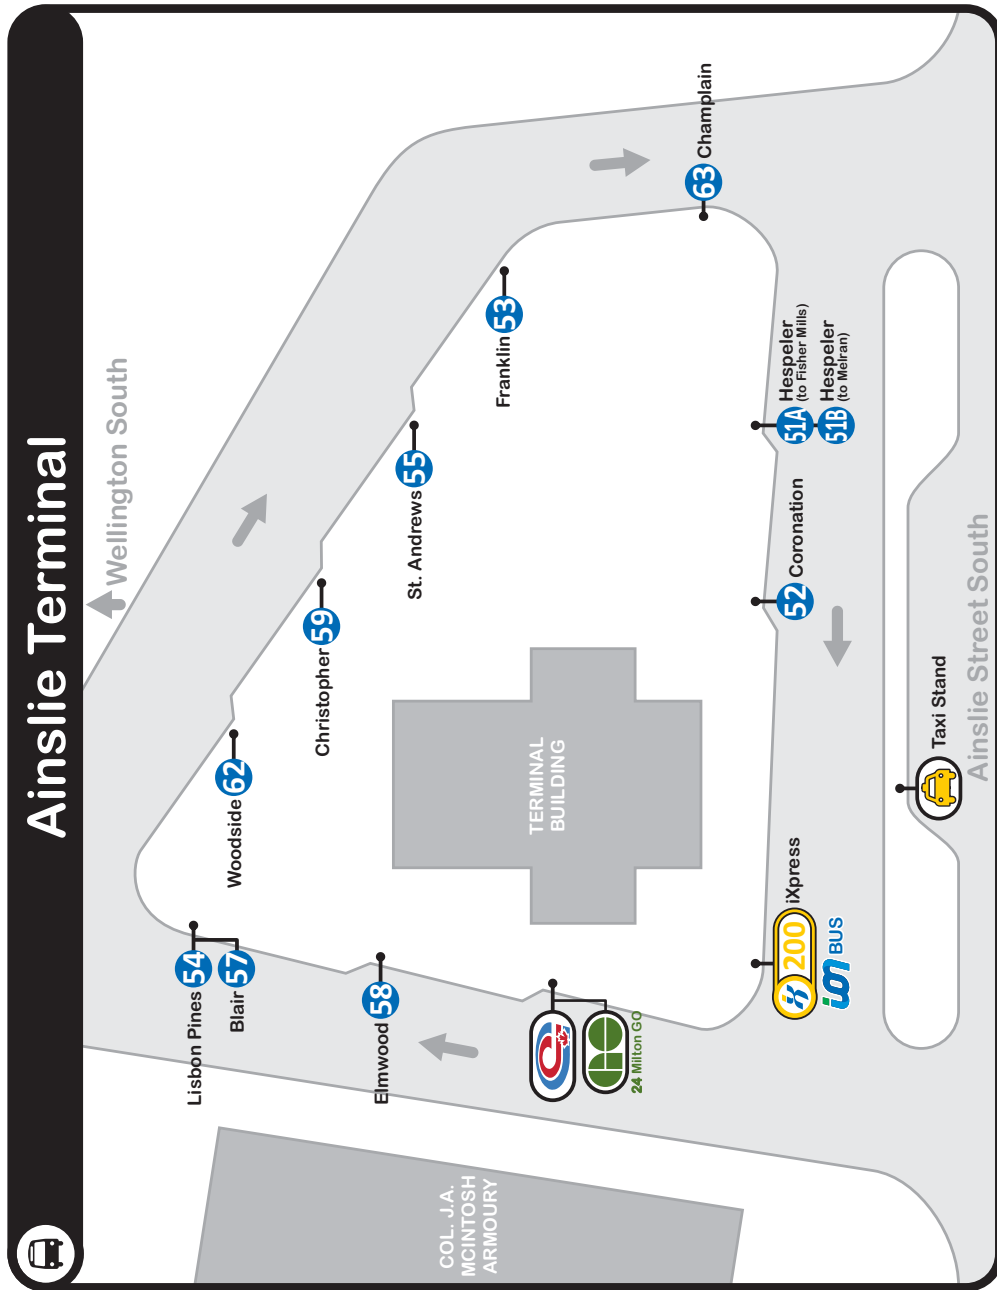 Ainslie Terminal
Wellington South
Lisbon Pines 54
Blair 57
Woodside 62
Christopher 59
St. Andrews 55
Franklin 53
63 Champlain
Elmwood 58
24 Milton GO
TERMINAL
BUILDING
COL. J.A.
MCINTOSH
ARMOURY
iX 200 iXpress
ion BUS
52 Coronation
51A Hespeler
(to Fisher Mills)
51B Hespeler
(to Melran)
Taxi Stand
Ainslie Street South